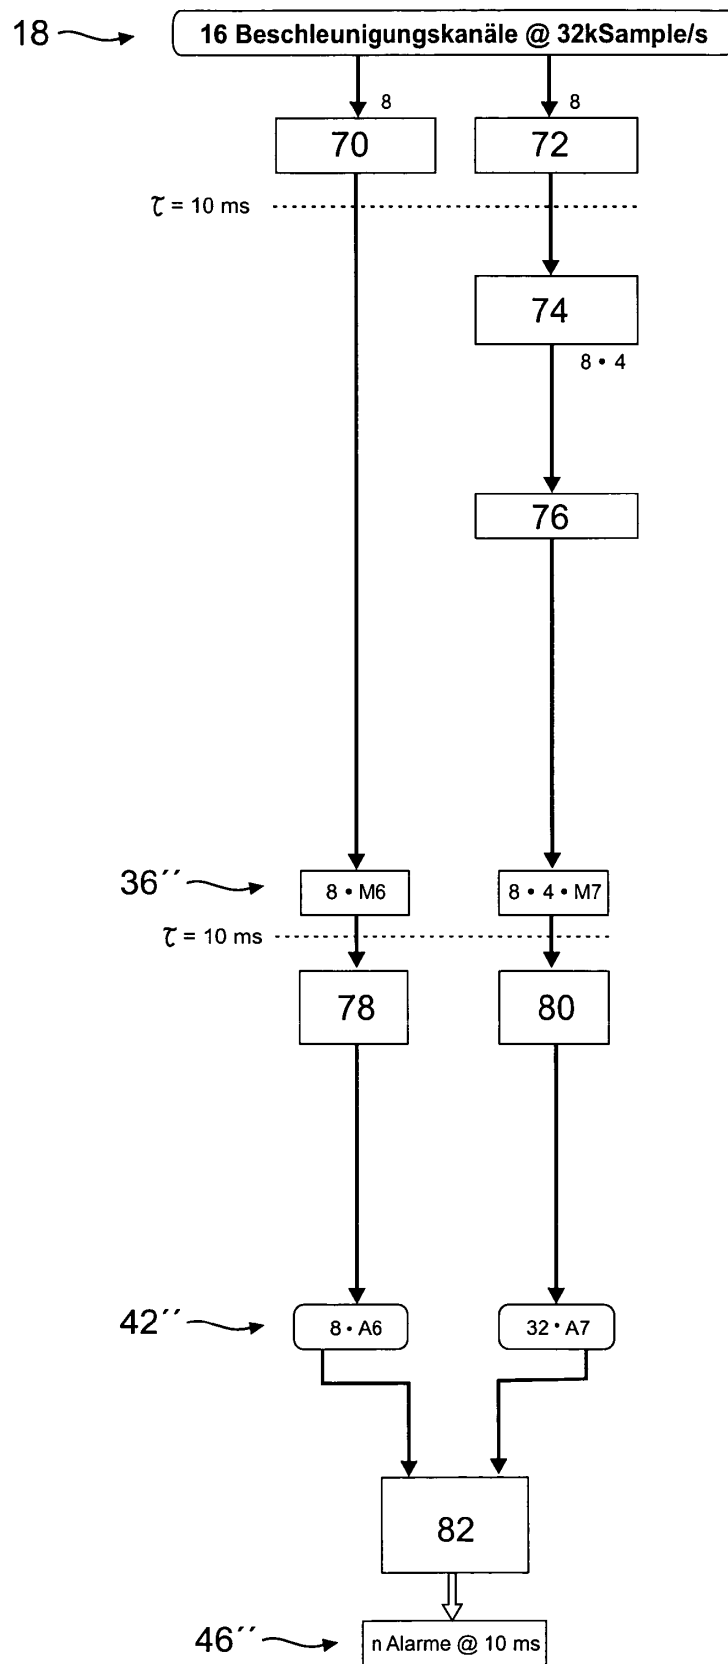 18
16 Beschleunigungskanäle @ 32kSample/s
8
8
70
72
τ = 10 ms
74
8 • 4
76
36´´
8 • M6
8 • 4 • M7
τ = 10 ms
78
80
42´´
8 • A6
32 • A7
82
46´´
n Alarme @ 10 ms